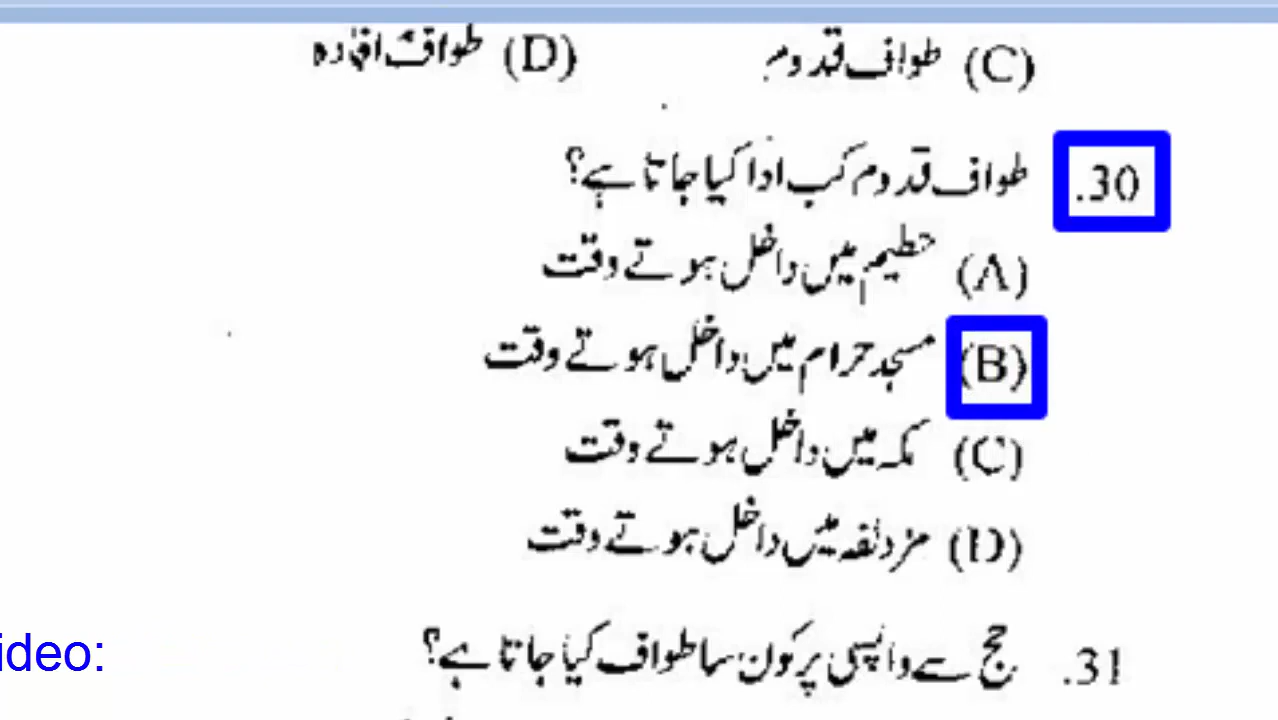 (C) طواف قدوم (D) طواف افاده
.30 طواف قدوم کب ادا کیا جاتا ہے؟
(A) حطیم میں داخل ہوتے وقت
(B) مسجد حرام میں داخل ہوتے وقت
(C) مکہ میں داخل ہوتے وقت
(D) مزدلفہ میں داخل ہوتے وقت
.31 حج سے واپسی پر کون سا طواف کیا جاتا ہے؟
ideo: